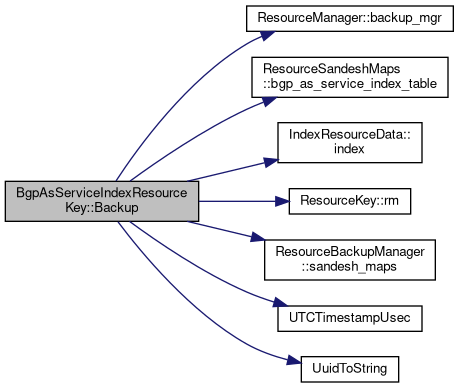 ResourceManager::backup_mgr
ResourceSandeshMaps
::bgp_as_service_index_table
IndexResourceData::
index
BgpAsServiceIndexResource
Key::Backup
ResourceKey::rm
ResourceBackupManager
::sandesh_maps
UTCTimestampUsec
UuidToString